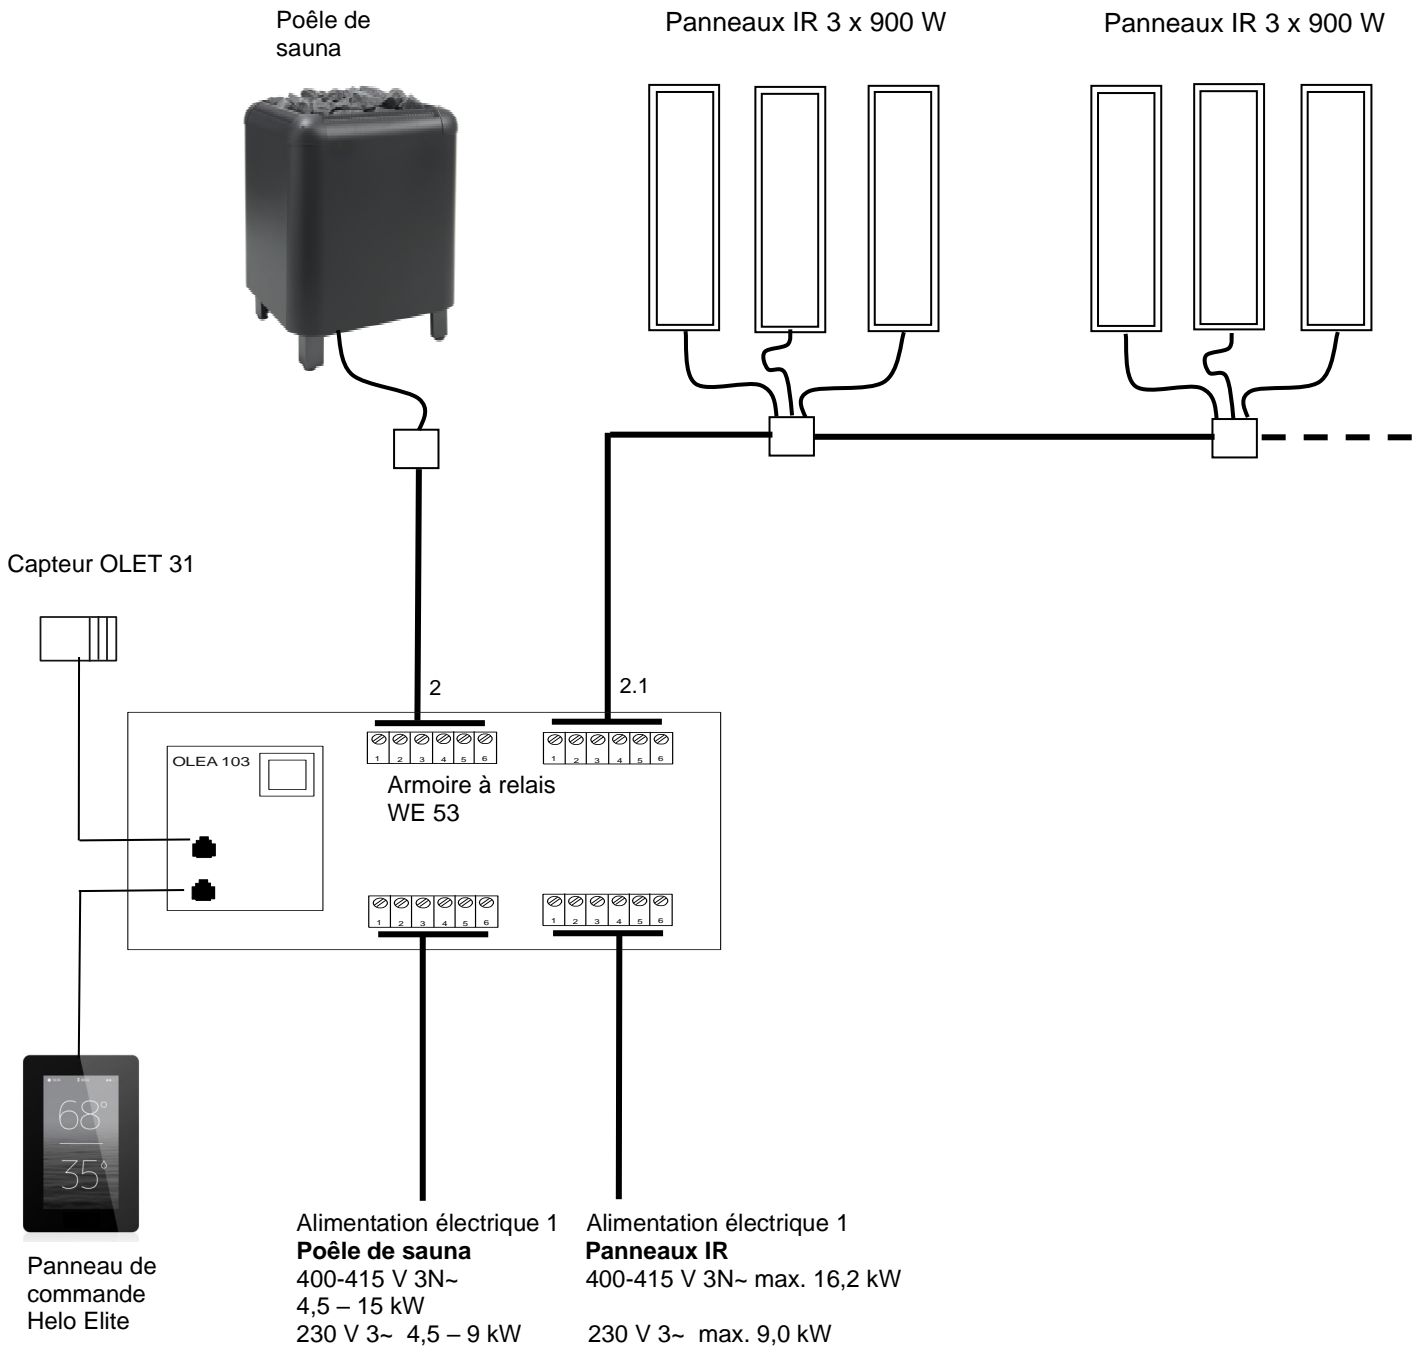 Poêle de
sauna
Panneaux IR 3 x 900 W
Panneaux IR 3 x 900 W
Capteur OLET 31
2
2.1
1 2 3 4 5 6
1 2 3 4 5 6
OLEA 103
Armoire à relais
WE 53
1 2 3 4 5 6
1 2 3 4 5 6
68°
35°
Panneau de
commande
Helo Elite
Alimentation électrique 1
Poêle de sauna
400-415 V 3N~
4,5 – 15 kW
230 V 3~ 4,5 – 9 kW
Alimentation électrique 1
Panneaux IR
400-415 V 3N~ max. 16,2 kW
230 V 3~ max. 9,0 kW